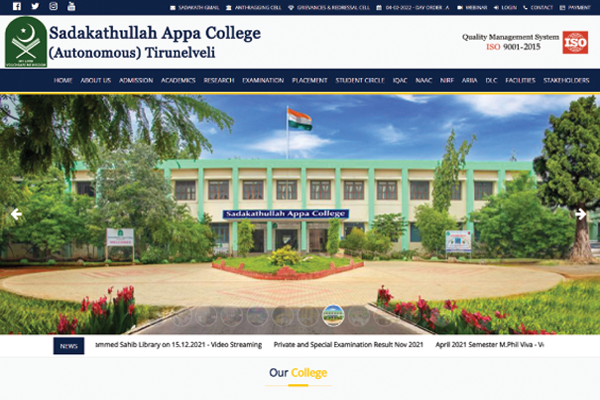 SADAKATH-GMAIL ANTI-RAGGING CELL GRIEVANCES & REDRESSAL CELL 04-02-2022 - DAY ORDER : A WEBINAR LOGIN CONTACT PAYMENT
Sadakathullah Appa College
(Autonomous) Tirunelveli
Quality Management System
ISO 9001-2015
ISO
HOME ABOUT US ADMISSION ACADEMICS RESEARCH EXAMINATION PLACEMENT STUDENT CIRCLE IQAC NAAC NIRF ARIIA DLC FACILITIES STAKEHOLDERS
Sadakathullah Appa College
NEWS ammed Sahib Library on 15.12.2021 - Video Streaming Private and Special Examination Result Nov 2021 April 2021 Semester M.Phil Viva - V
Our College